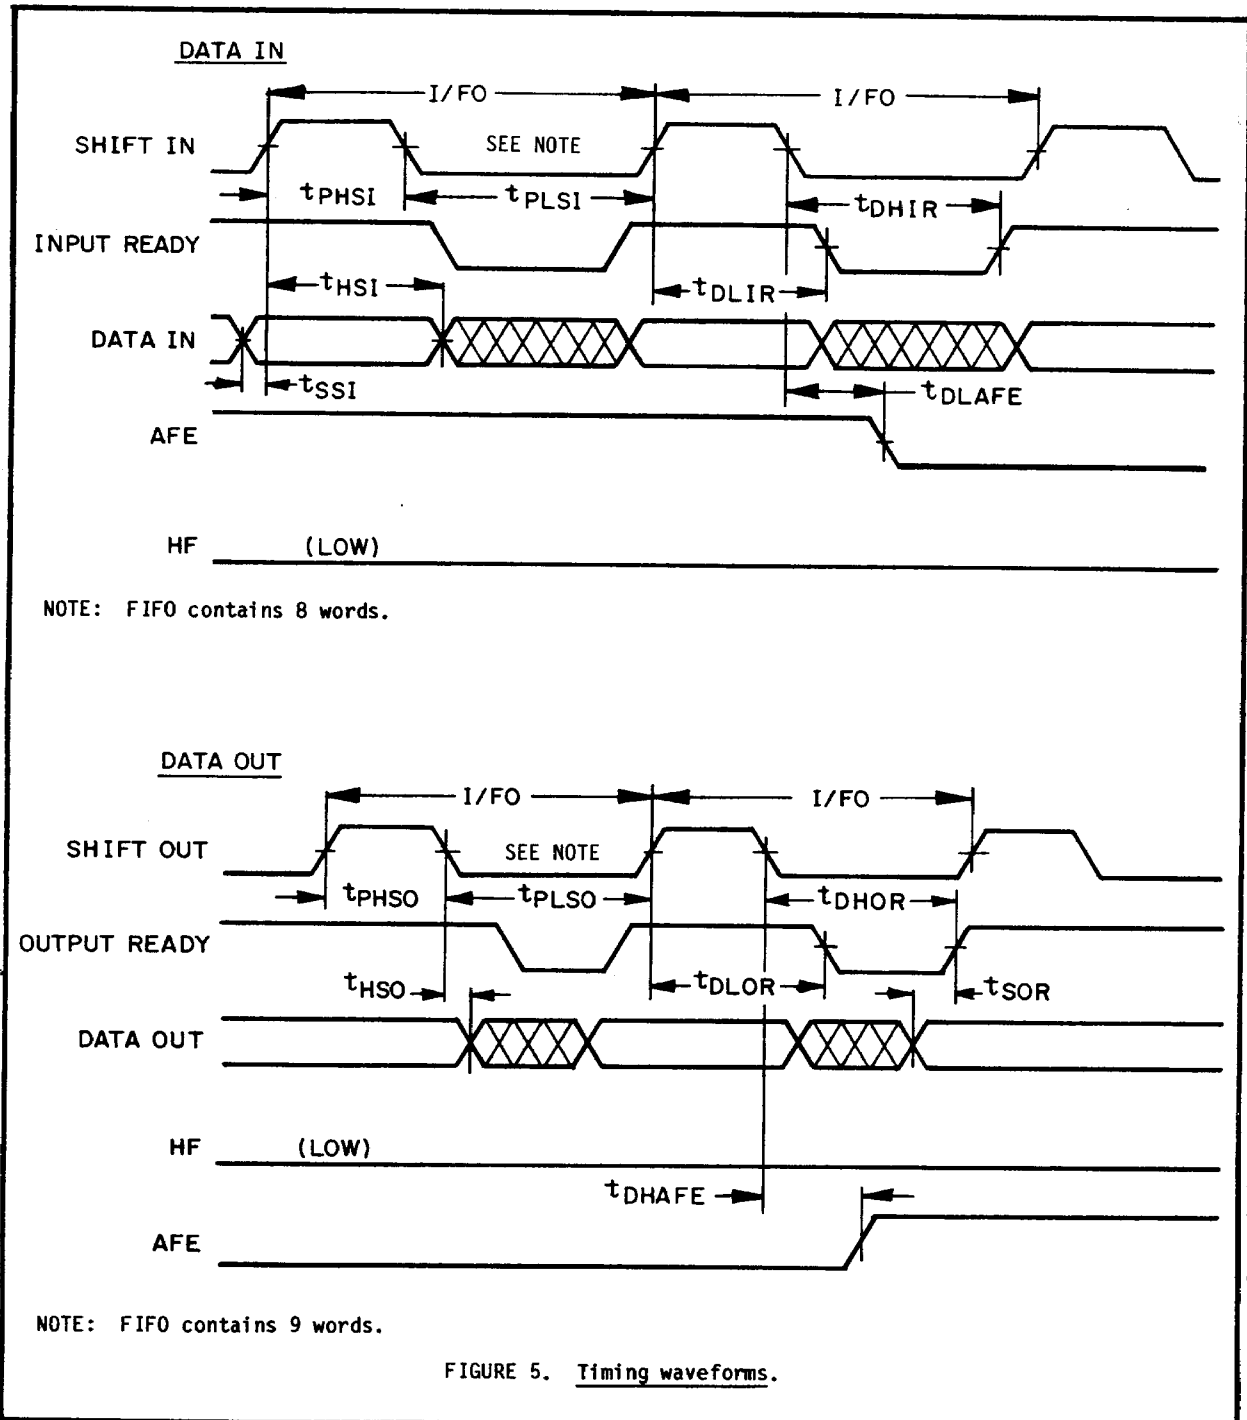 DATA IN
I/FO I/FO
SHIFT IN SEE NOTE
tPHSI tPLSI tDHIR
INPUT READY
tHSI tDLIR
DATA IN
tSSI tDLAFE
AFE
HF (LOW)
NOTE: FIFO contains 8 words.
DATA OUT
I/FO I/FO
SHIFT OUT SEE NOTE
tPHSO tPLSO tDHOR
OUTPUT READY
tHSO tDLOR tSOR
DATA OUT
HF (LOW)
tDHAFE
AFE
NOTE: FIFO contains 9 words.
FIGURE 5. Timing waveforms.